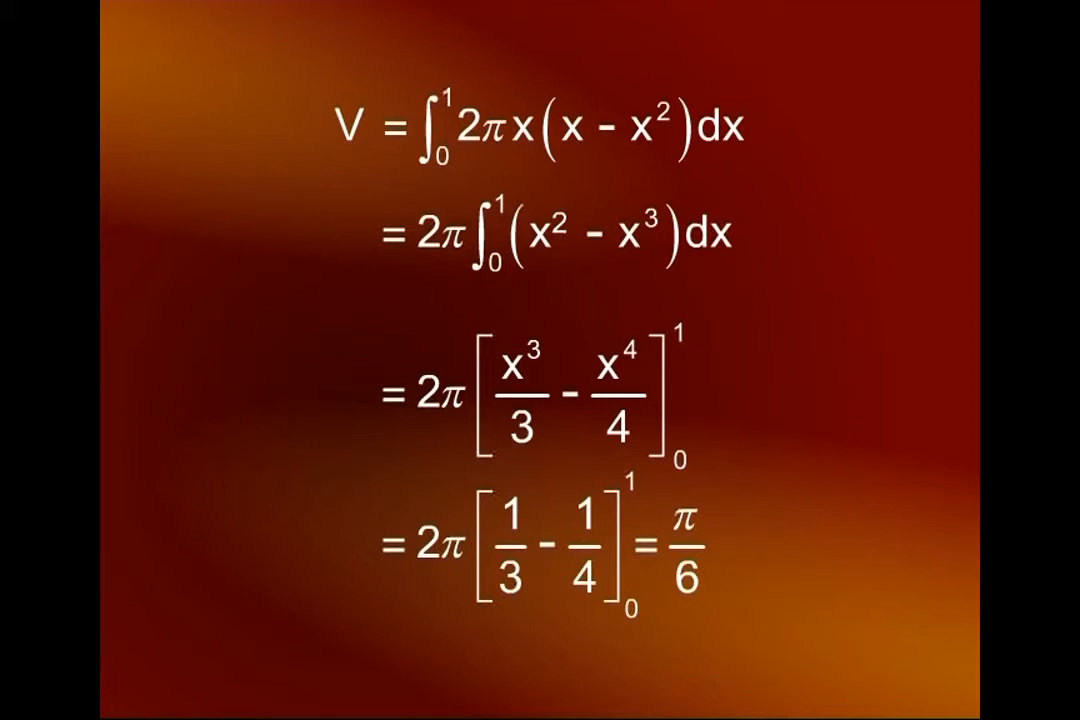 V = ∫₀¹ 2πx(x - x²)dx
= 2π ∫₀¹ (x² - x³)dx
= 2π [x³/3 - x⁴/4]₀¹
= 2π [1/3 - 1/4]₀¹ = π/6